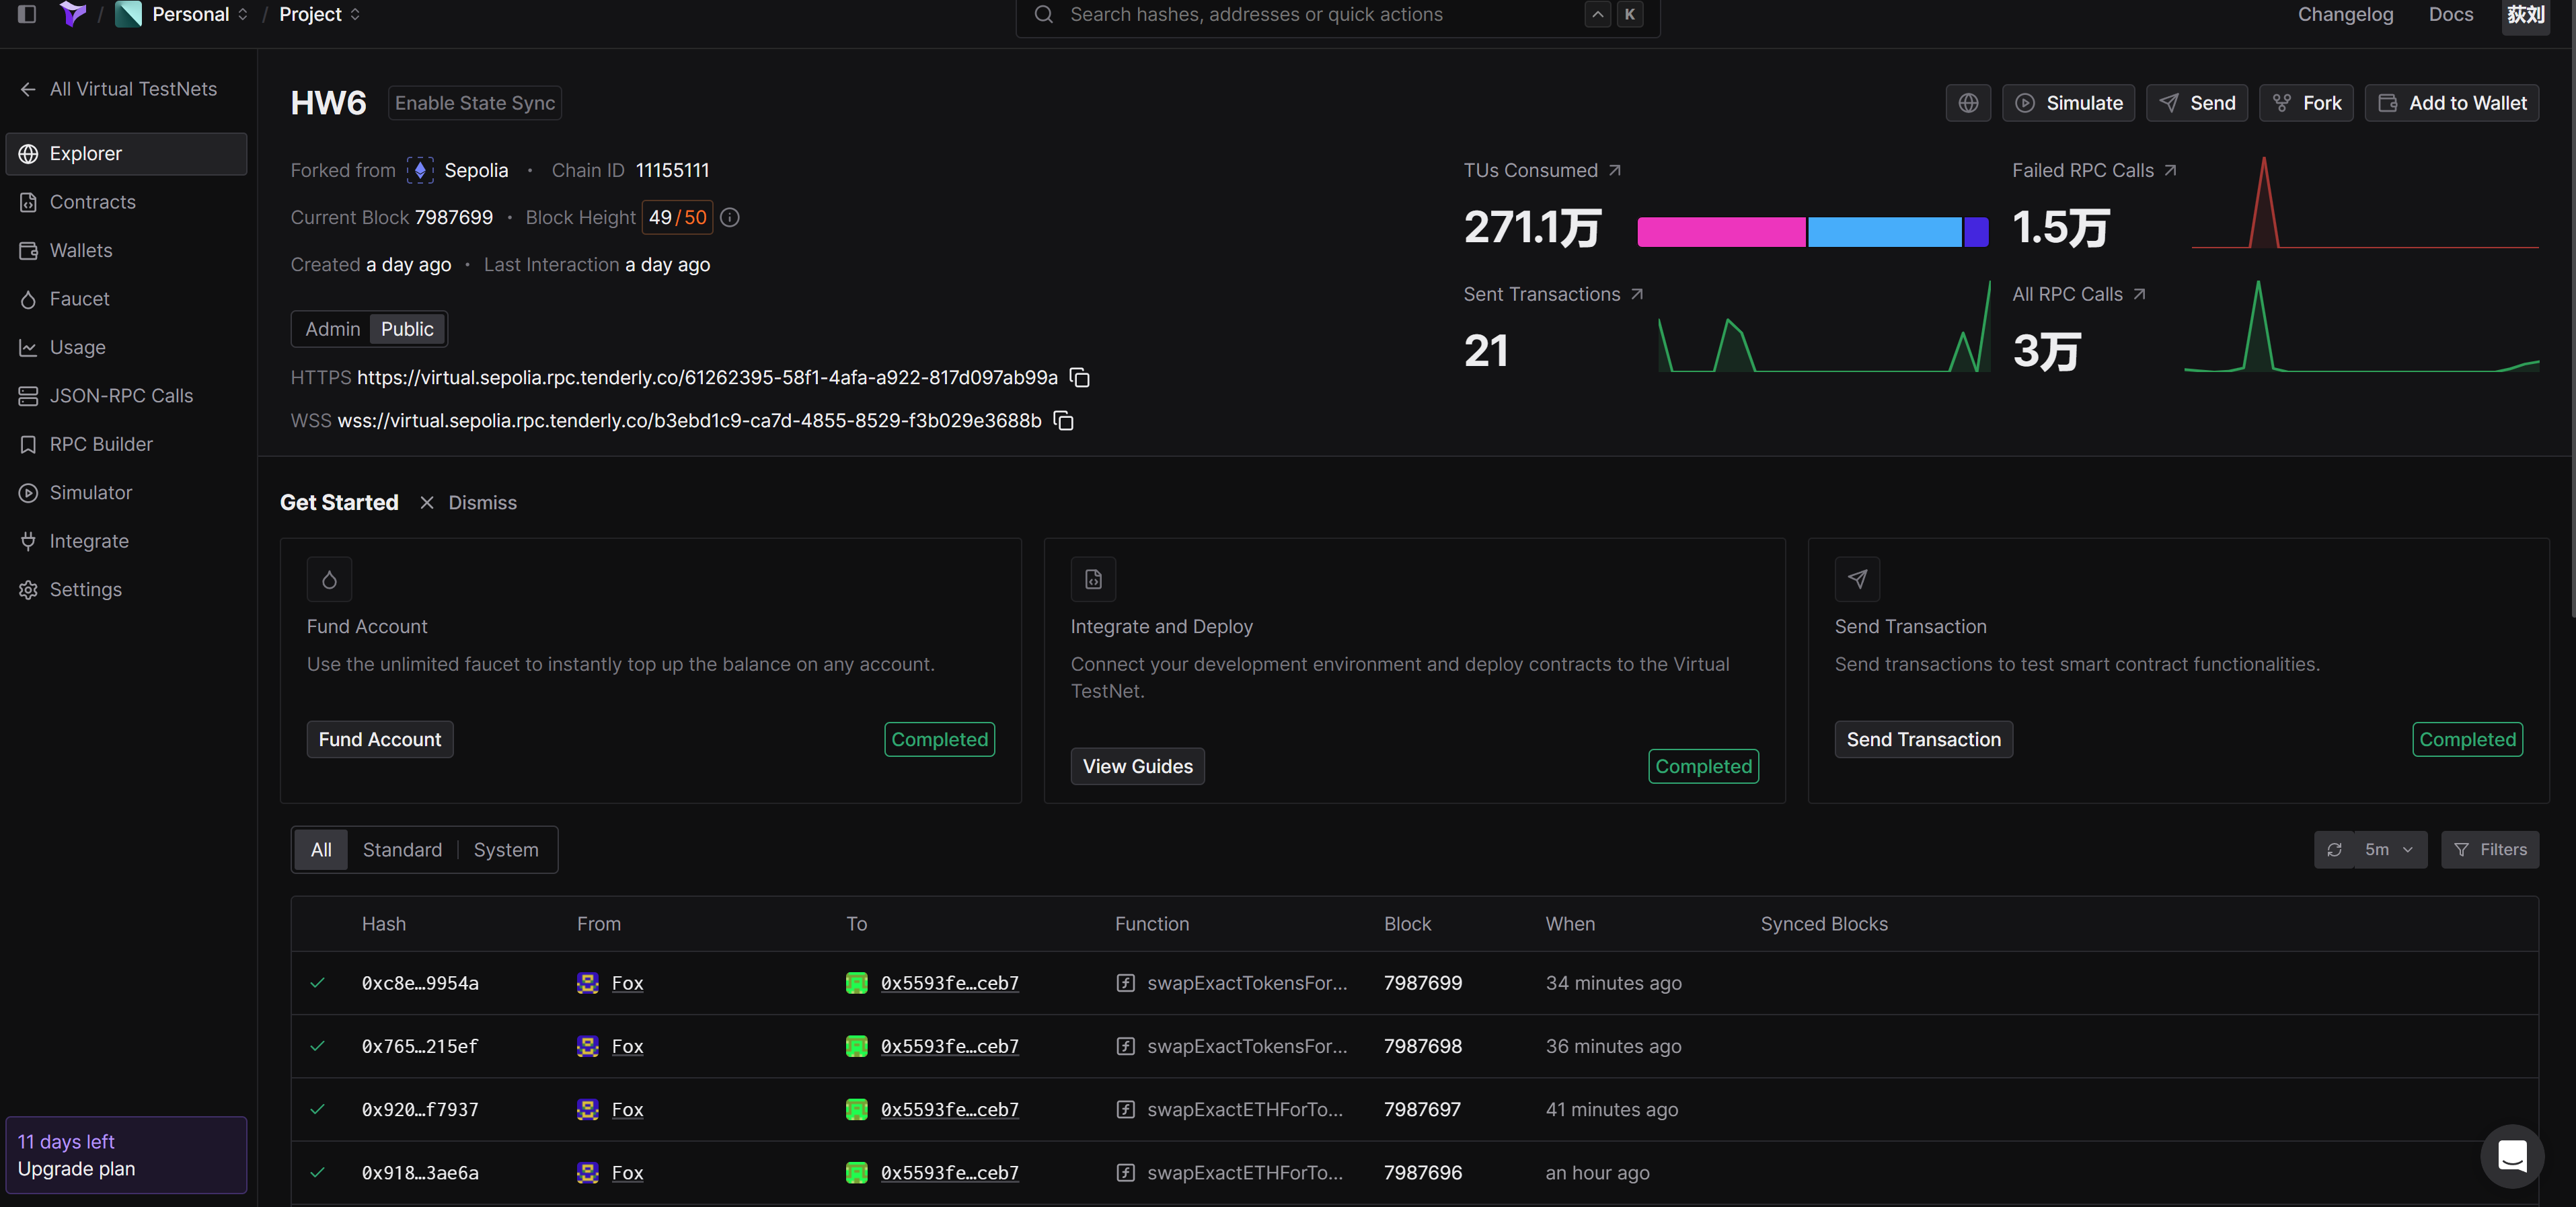 Personal / Project
Search hashes, addresses or quick actions
K
Changelog
Docs
荻刘
All Virtual TestNets
Explorer
Contracts
Wallets
Faucet
Usage
JSON-RPC Calls
RPC Builder
Simulator
Integrate
Settings
11 days left
Upgrade plan
HW6
Enable State Sync
Simulate
Send
Fork
Add to Wallet
Forked from Sepolia • Chain ID 11155111
Current Block 7987699 • Block Height 49/50
Created a day ago • Last Interaction a day ago
Admin Public
HTTPS https://virtual.sepolia.rpc.tenderly.co/61262395-58f1-4afa-a922-817d097ab99a
WSS wss://virtual.sepolia.rpc.tenderly.co/b3ebd1c9-ca7d-4855-8529-f3b029e3688b
TUs Consumed
271.1万
Failed RPC Calls
1.5万
Sent Transactions
21
All RPC Calls
3万
Get Started
Dismiss
Fund Account
Use the unlimited faucet to instantly top up the balance on any account.
Fund Account
Completed
Integrate and Deploy
Connect your development environment and deploy contracts to the Virtual
TestNet.
View Guides
Completed
Send Transaction
Send transactions to test smart contract functionalities.
Send Transaction
Completed
All Standard System
5m
Filters
Hash From To Function Block When Synced Blocks
0xc8e…9954a Fox 0x5593fe…ceb7 swapExactTokensFor... 7987699 34 minutes ago
0x765…215ef Fox 0x5593fe…ceb7 swapExactTokensFor... 7987698 36 minutes ago
0x920…f7937 Fox 0x5593fe…ceb7 swapExactETHForTo... 7987697 41 minutes ago
0x918…3ae6a Fox 0x5593fe…ceb7 swapExactETHForTo... 7987696 an hour ago